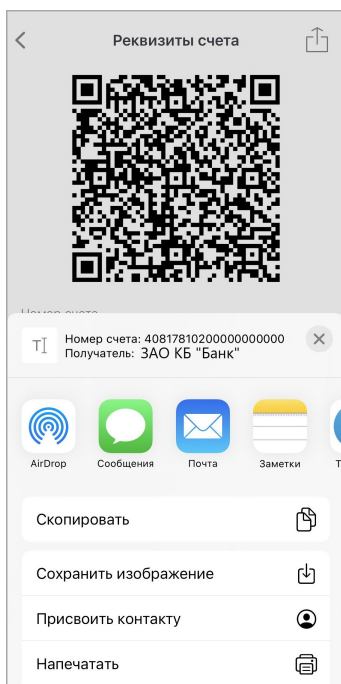 Реквизиты счета
Номер счета
Номер счета: 40817810200000000000
Получатель: ЗАО КБ "Банк"
AirDrop
Сообщения
Почта
Заметки
Скопировать
Сохранить изображение
Присвоить контакту
Напечатать